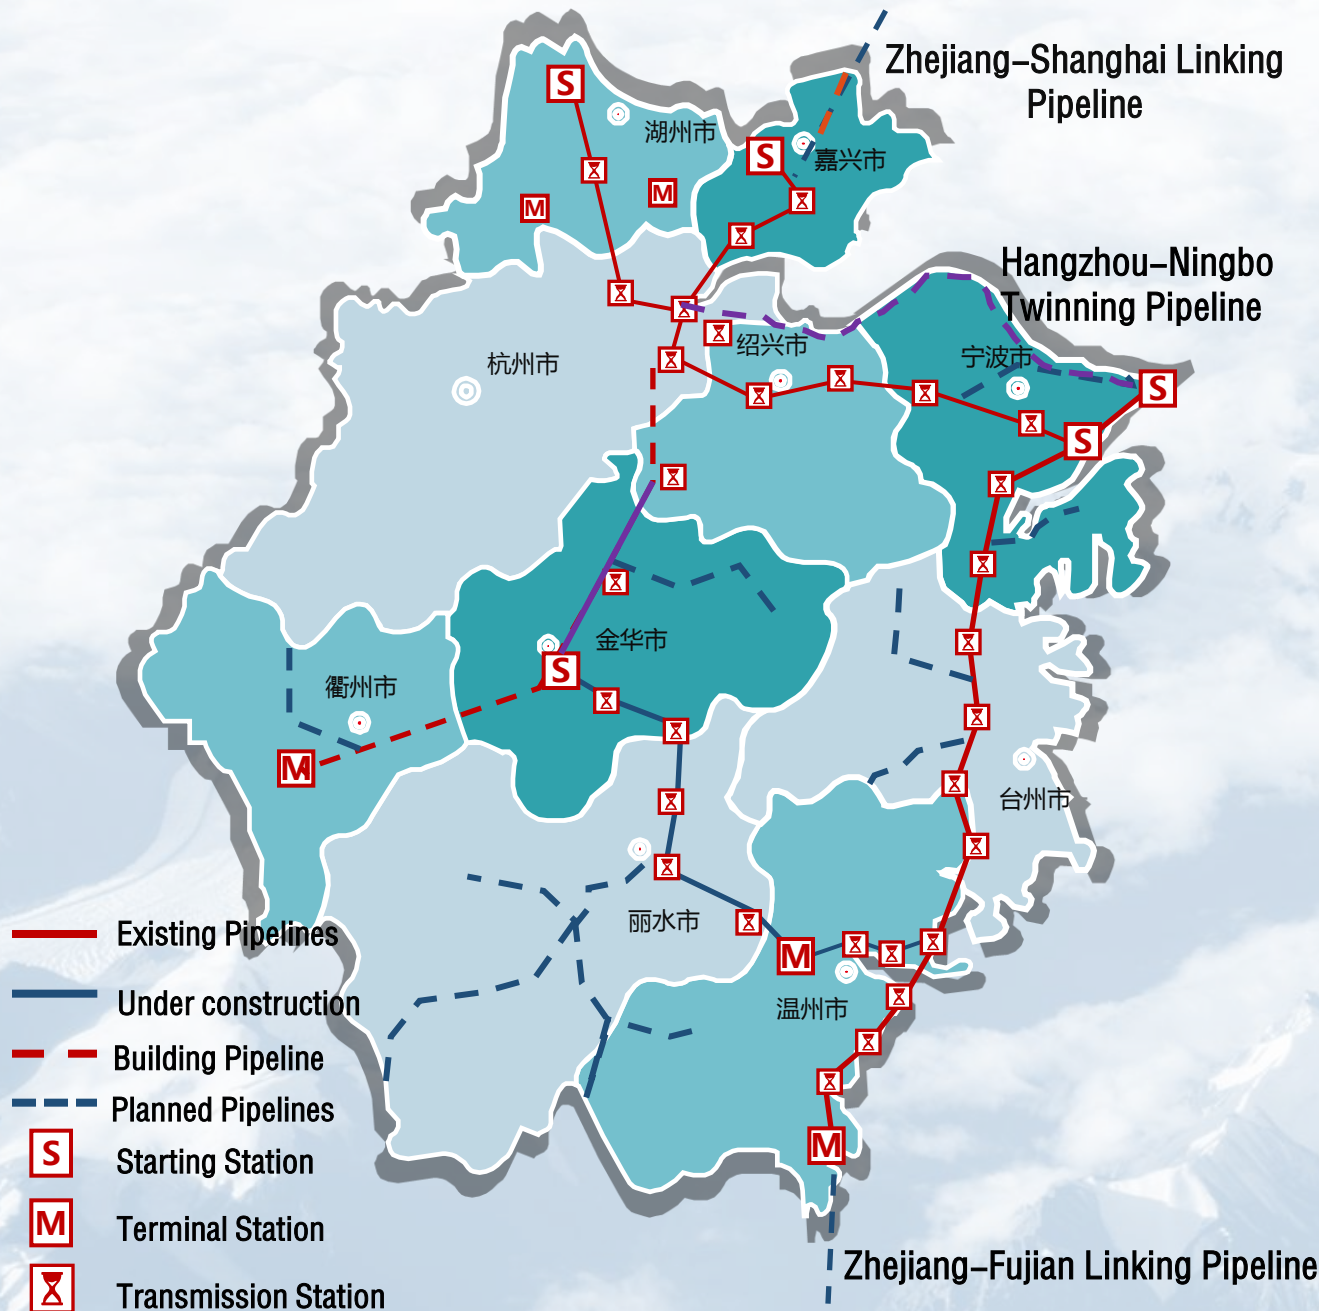 Zhejiang–Shanghai Linking
Pipeline
S
湖州市
S
嘉兴市
M
M
Hangzhou–Ningbo
Twinning Pipeline
杭州市
绍兴市
宁波市
S
S
金华市
S
衢州市
M
台州市
丽水市
M
温州市
M
Existing Pipelines
Under construction
Building Pipeline
Planned Pipelines
S Starting Station
M Terminal Station
Transmission Station
Zhejiang–Fujian Linking Pipeline